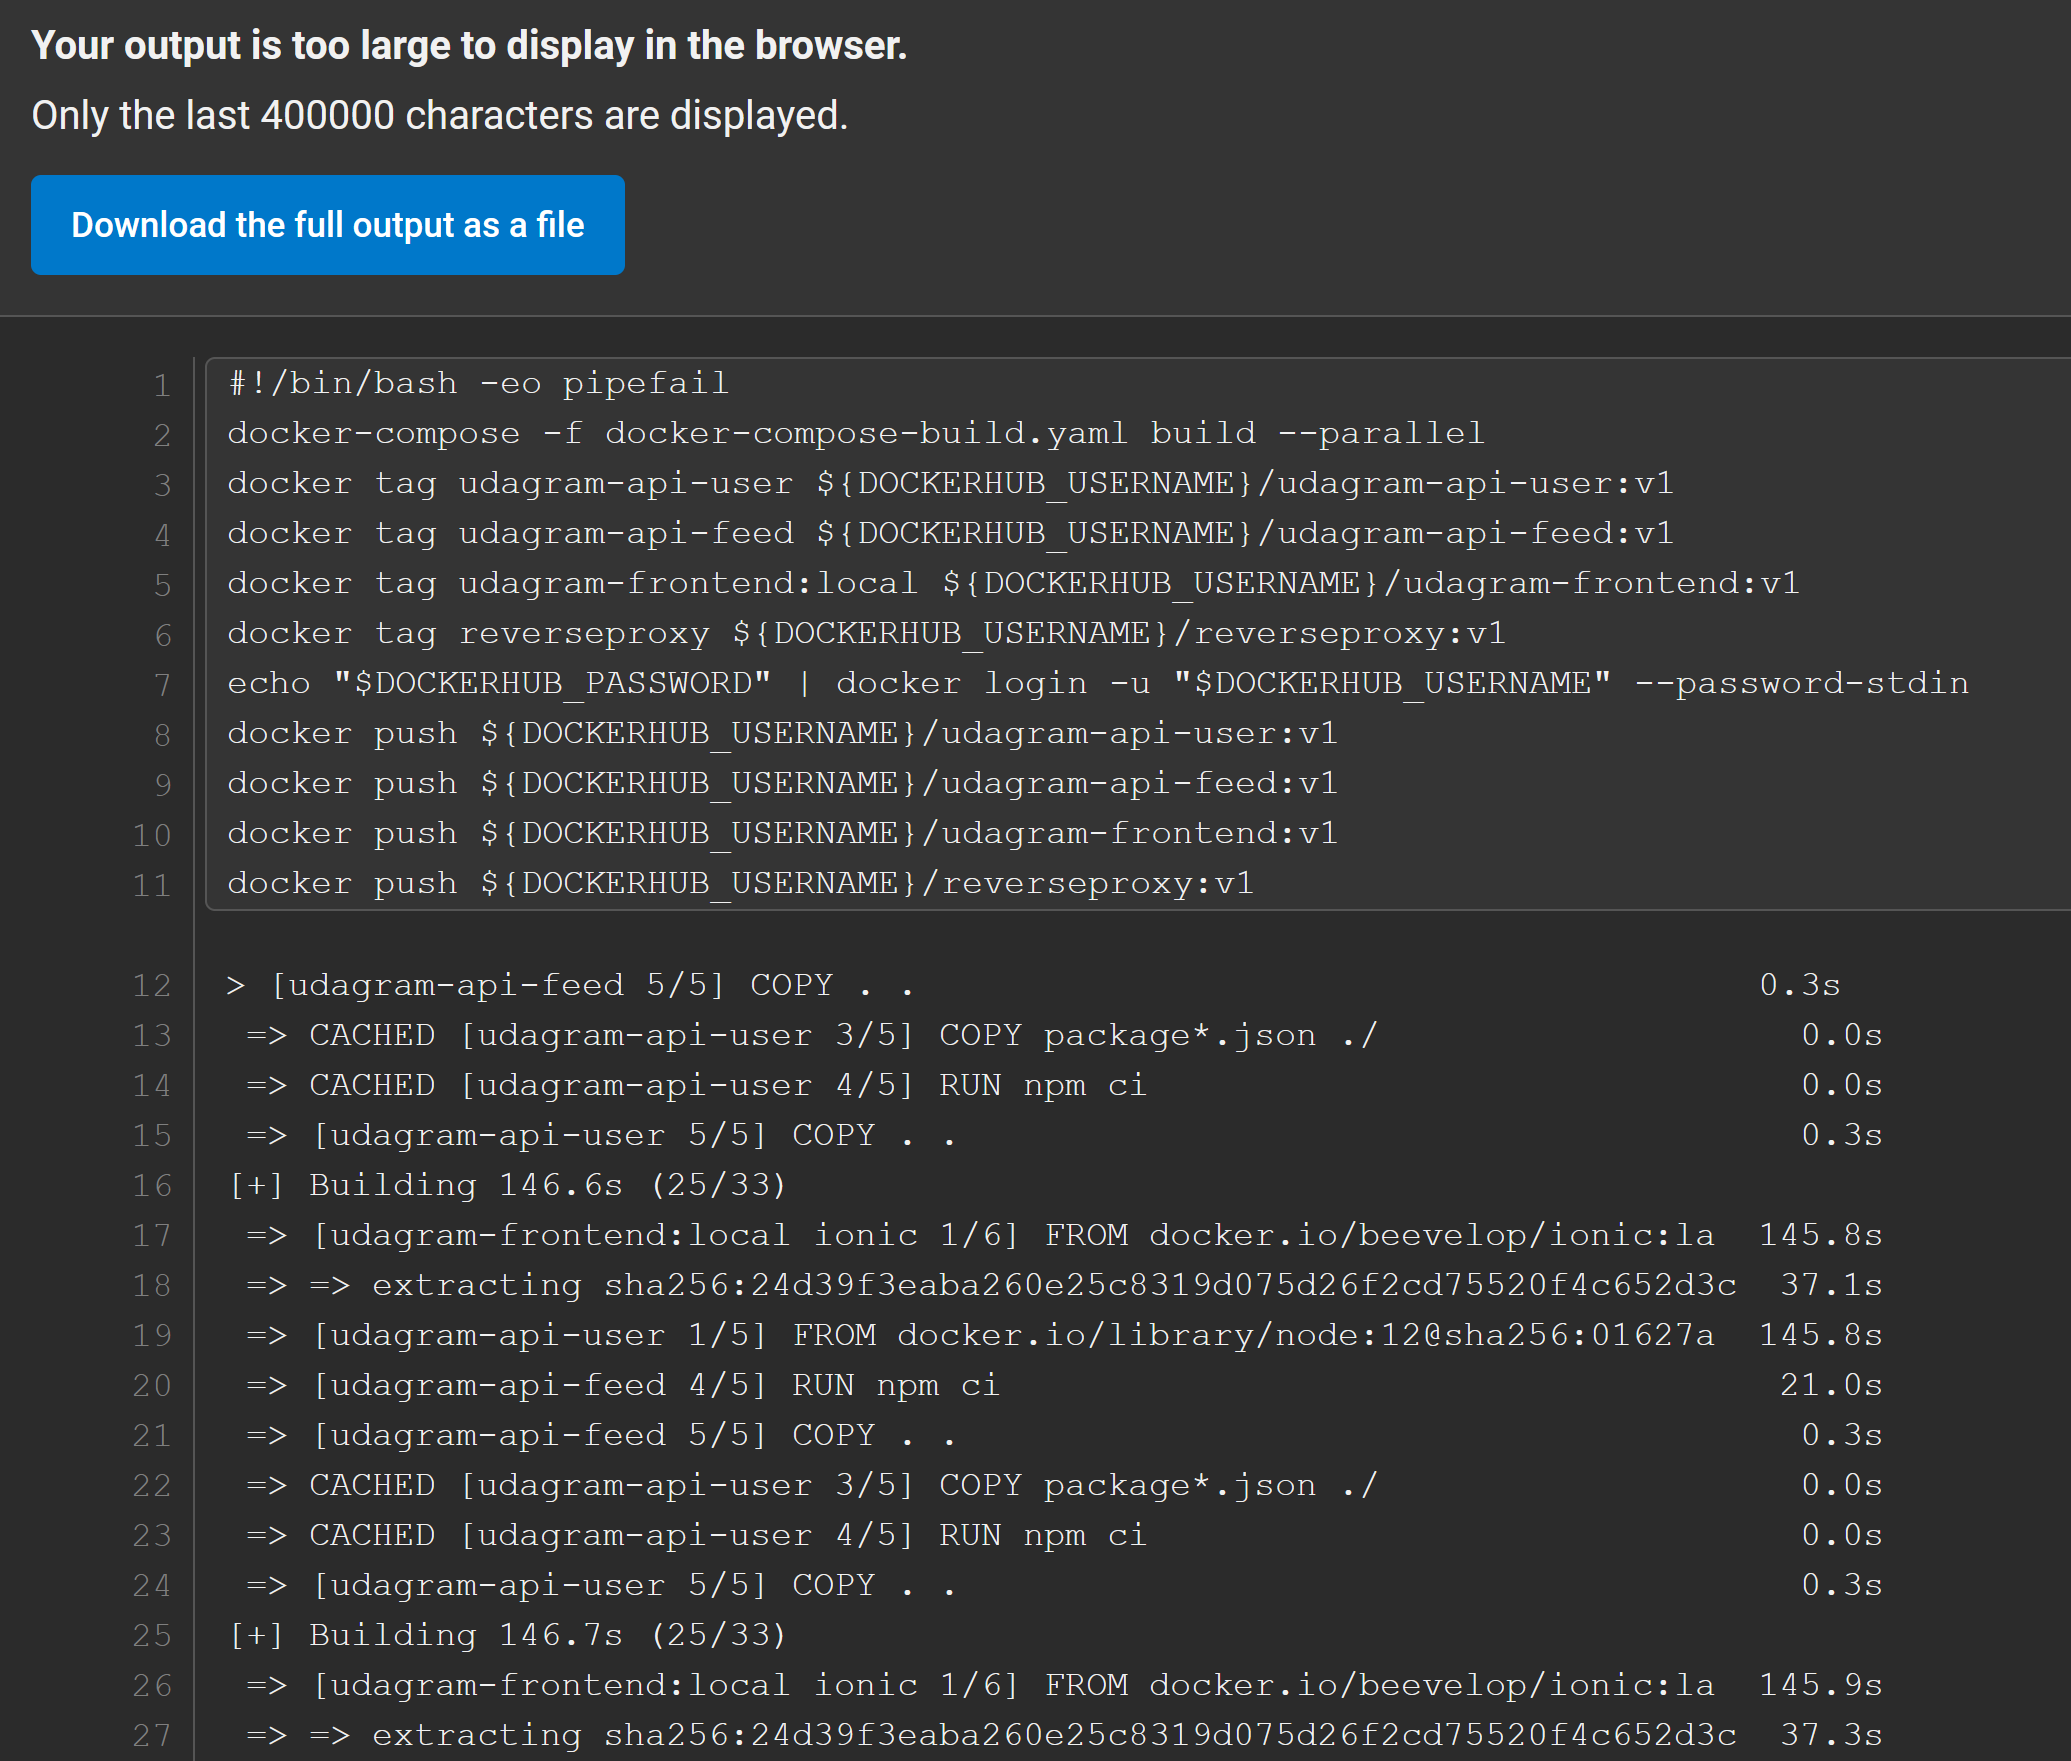 Your output is too large to display in the browser.
Only the last 400000 characters are displayed.
Download the full output as a file
1 #!/bin/bash -eo pipefail
2 docker-compose -f docker-compose-build.yaml build --parallel
3 docker tag udagram-api-user ${DOCKERHUB_USERNAME}/udagram-api-user:v1
4 docker tag udagram-api-feed ${DOCKERHUB_USERNAME}/udagram-api-feed:v1
5 docker tag udagram-frontend:local ${DOCKERHUB_USERNAME}/udagram-frontend:v1
6 docker tag reverseproxy ${DOCKERHUB_USERNAME}/reverseproxy:v1
7 echo "$DOCKERHUB_PASSWORD" | docker login -u "$DOCKERHUB_USERNAME" --password-stdin
8 docker push ${DOCKERHUB_USERNAME}/udagram-api-user:v1
9 docker push ${DOCKERHUB_USERNAME}/udagram-api-feed:v1
10 docker push ${DOCKERHUB_USERNAME}/udagram-frontend:v1
11 docker push ${DOCKERHUB_USERNAME}/reverseproxy:v1
12 > [udagram-api-feed 5/5] COPY . . 0.3s
13 => CACHED [udagram-api-user 3/5] COPY package*.json ./ 0.0s
14 => CACHED [udagram-api-user 4/5] RUN npm ci 0.0s
15 => [udagram-api-user 5/5] COPY . . 0.3s
16 [+] Building 146.6s (25/33)
17 => [udagram-frontend:local ionic 1/6] FROM docker.io/beevelop/ionic:la 145.8s
18 => => extracting sha256:24d39f3eaba260e25c8319d075d26f2cd75520f4c652d3c 37.1s
19 => [udagram-api-user 1/5] FROM docker.io/library/node:12@sha256:01627a 145.8s
20 => [udagram-api-feed 4/5] RUN npm ci 21.0s
21 => [udagram-api-feed 5/5] COPY . . 0.3s
22 => CACHED [udagram-api-user 3/5] COPY package*.json ./ 0.0s
23 => CACHED [udagram-api-user 4/5] RUN npm ci 0.0s
24 => [udagram-api-user 5/5] COPY . . 0.3s
25 [+] Building 146.7s (25/33)
26 => [udagram-frontend:local ionic 1/6] FROM docker.io/beevelop/ionic:la 145.9s
27 => => extracting sha256:24d39f3eaba260e25c8319d075d26f2cd75520f4c652d3c 37.3s